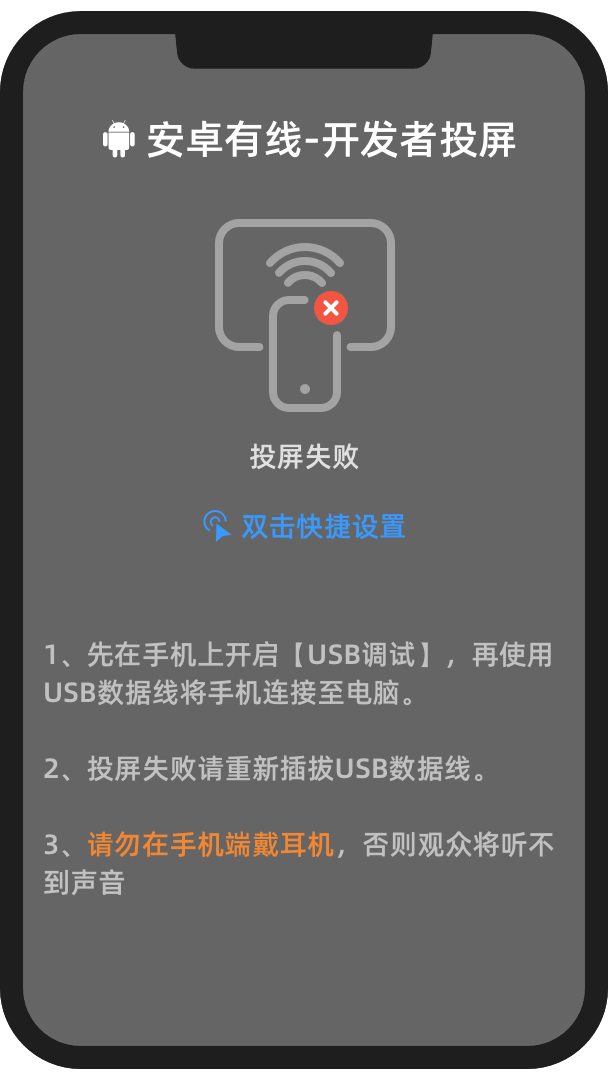 安卓有线-开发者投屏
投屏失败
双击快捷设置
1、先在手机上开启【USB调试】，再使用
USB数据线将手机连接至电脑。
2、投屏失败请重新插拔USB数据线。
3、请勿在手机端戴耳机，否则观众将听不
到声音